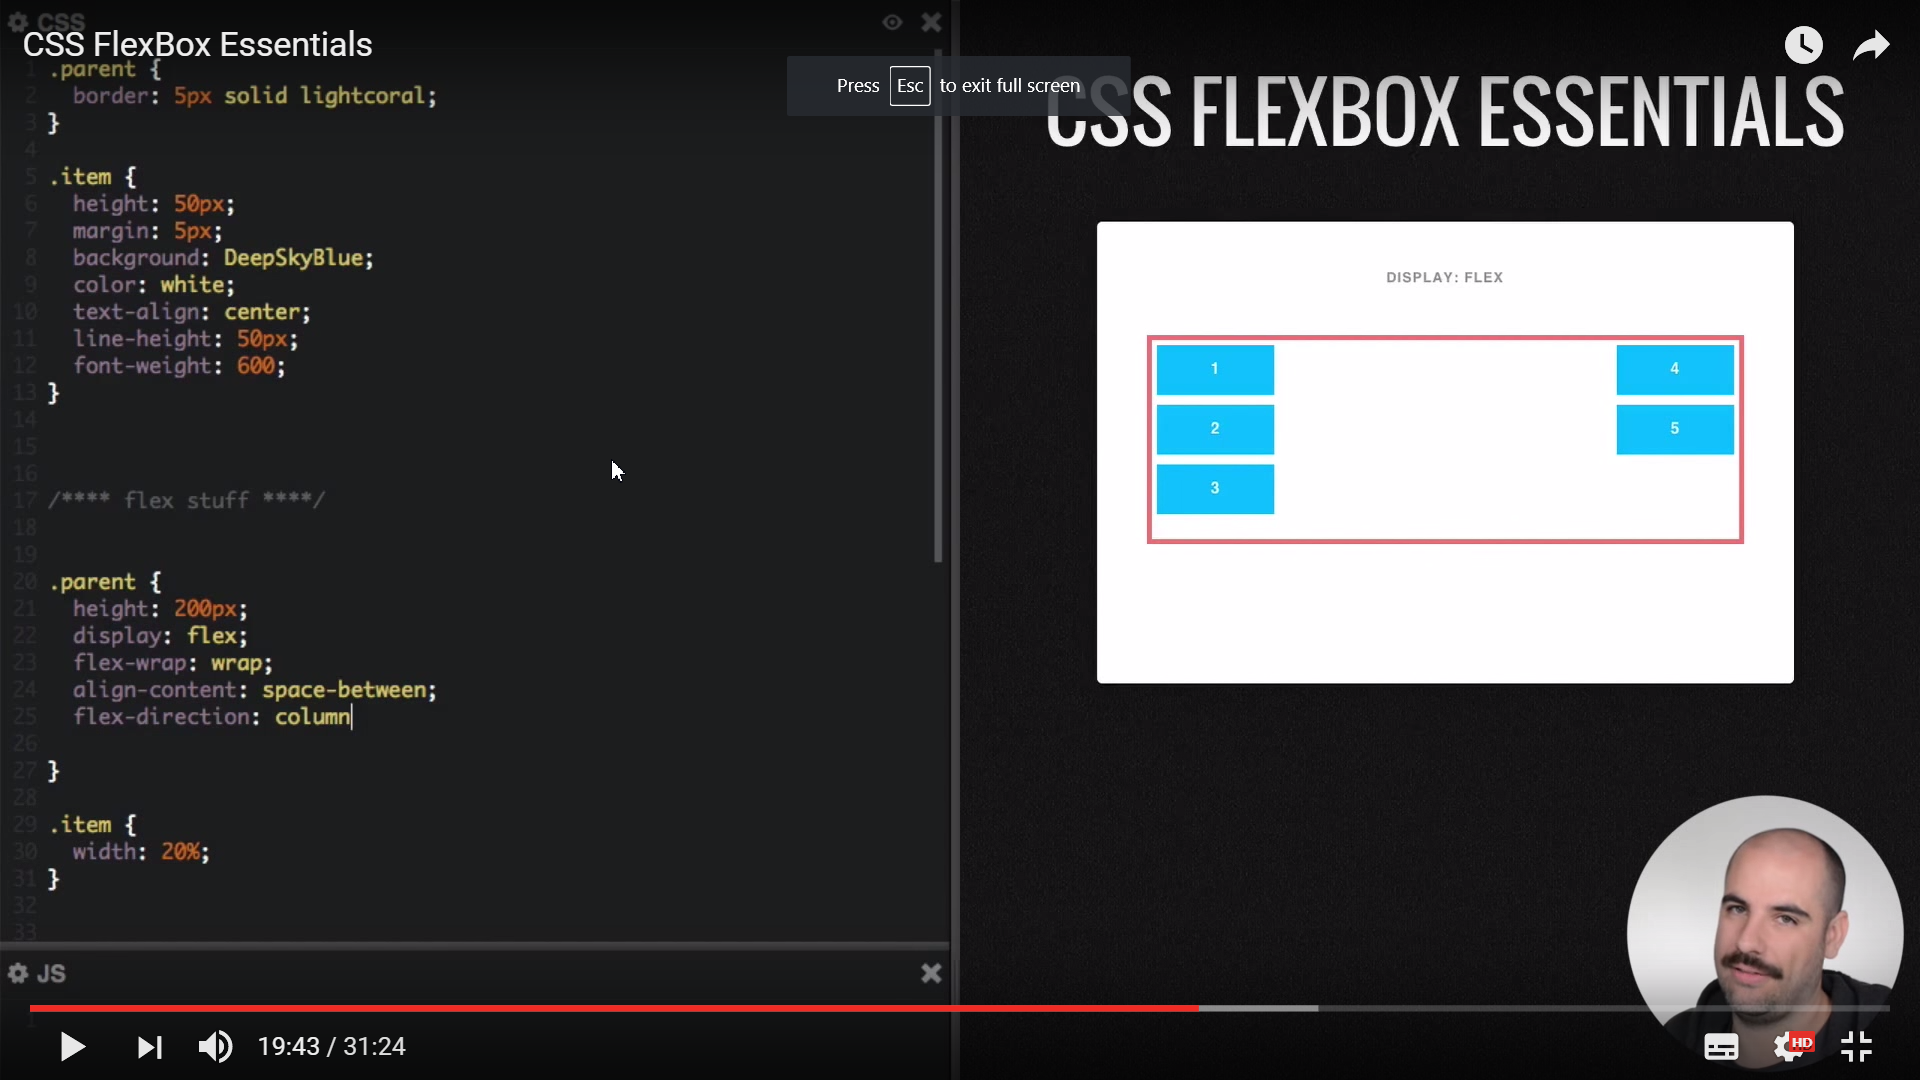 CSS
CSS FlexBox Essentials
Press Esc to exit full screen
1 .parent {
2 border: 5px solid lightcoral;
3 }
4
5 .item {
6 height: 50px;
7 margin: 5px;
8 background: DeepSkyBlue;
9 color: white;
10 text-align: center;
11 line-height: 50px;
12 font-weight: 600;
13 }
14
15
16
17 /**** flex stuff ****/
18
19
20 .parent {
21 height: 200px;
22 display: flex;
23 flex-wrap: wrap;
24 align-content: space-between;
25 flex-direction: column
26
27 }
28
29 .item {
30 width: 20%;
31 }
32
33
JS
1
CSS FLEXBOX ESSENTIALS
DISPLAY: FLEX
1
2
3
4
5
19:43 / 31:24
HD